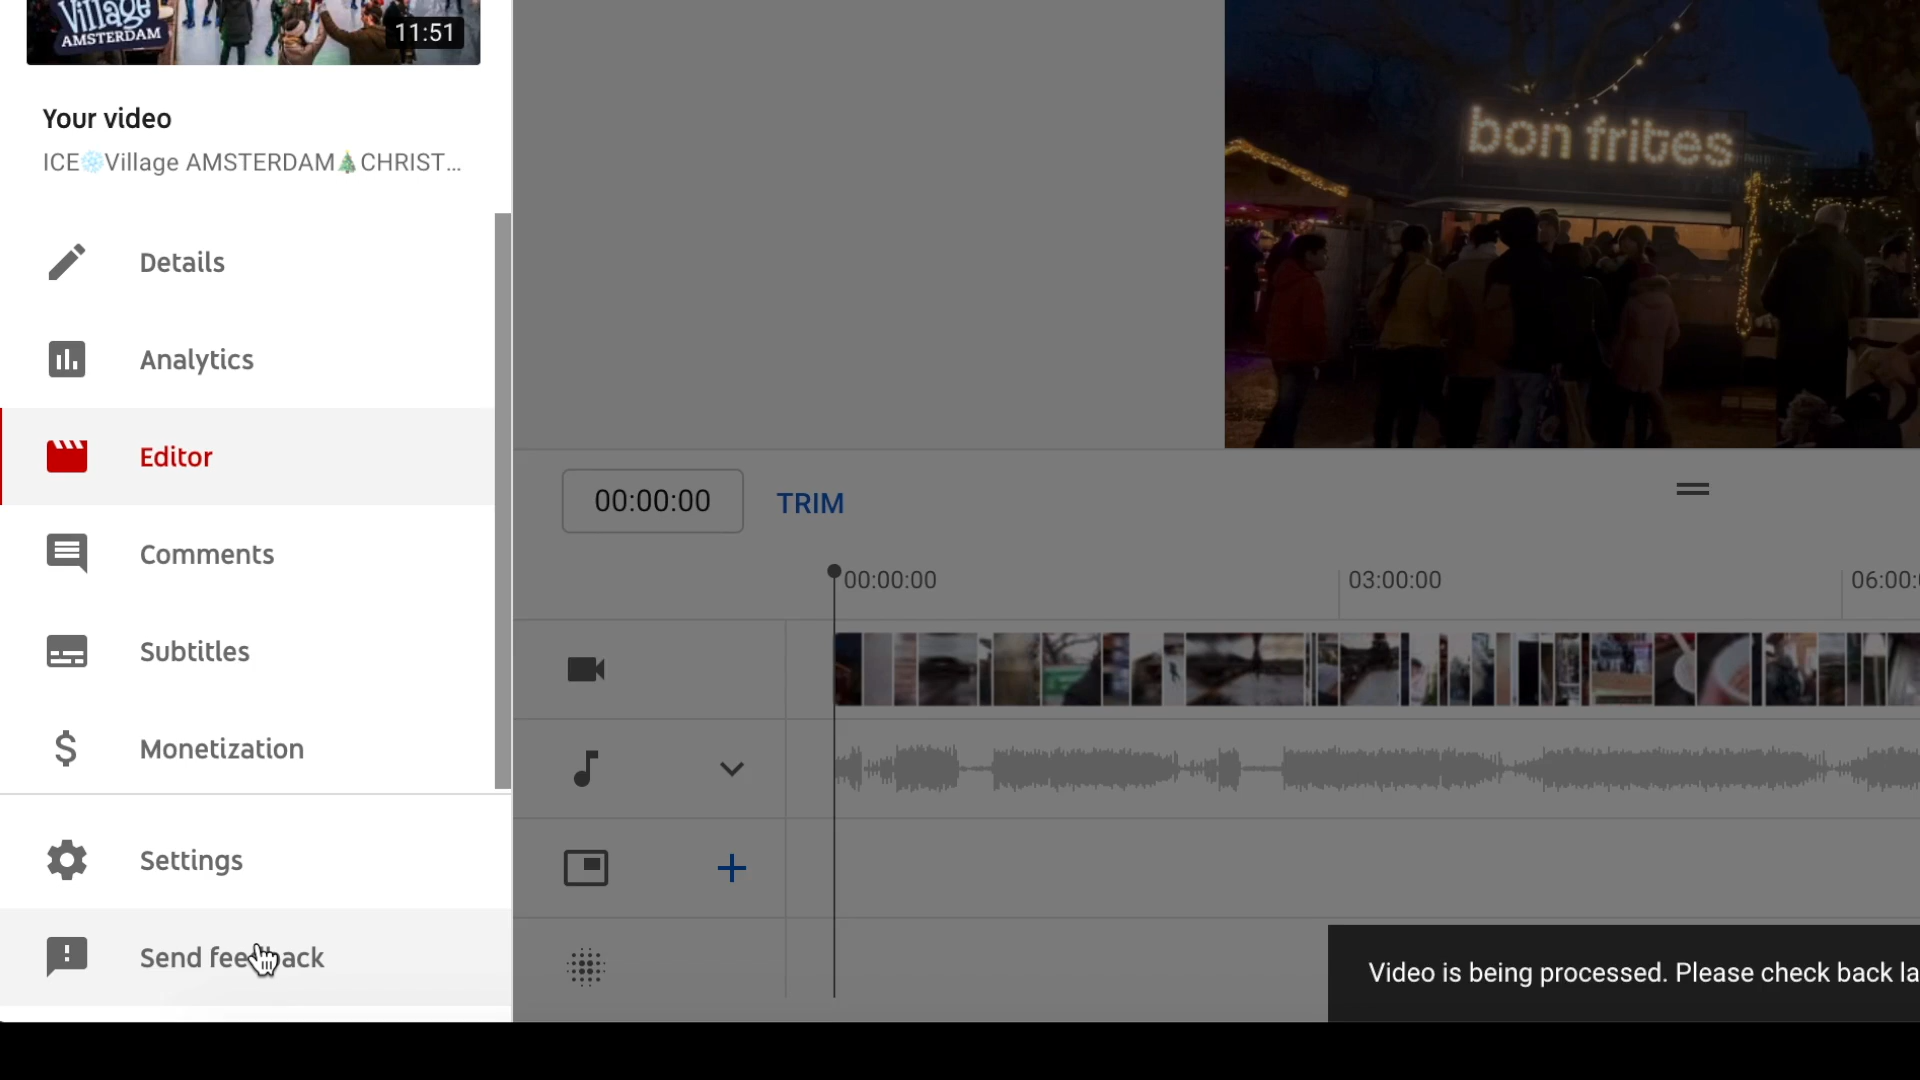 Village
AMSTERDAM
11:51
Your video
ICE❄️Village AMSTERDAM🎄CHRIST...
Details
Analytics
Editor
Comments
Subtitles
Monetization
Settings
Send feedback
bon frites
00:00:00
TRIM
00:00:00
03:00:00
06:00:
Video is being processed. Please check back la